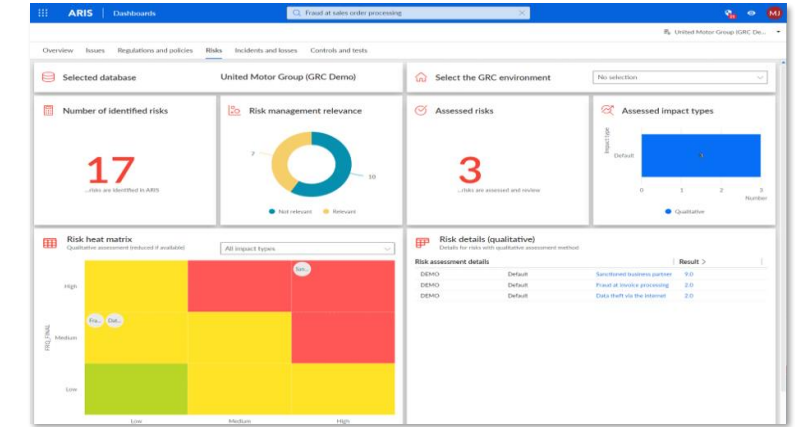 ARIS Dashboards Fraud at sales order processing MJ
United Motor Group (GRC De...
Overview Issues Regulations and policies Risks Incidents and losses Controls and tests
Selected database United Motor Group (GRC Demo)
Select the GRC environment No selection
Number of identified risks
17
...risks are identified in ARIS
Risk management relevance
7
10
Not relevant Relevant
Assessed risks
3
...risks are assessed and review
Assessed impact types
Impact type
Default
0 1 2 3
Number
Qualitative
Risk heat matrix
Qualitative assessment (reduced if available)
All impact types
San...
High
Fra... Dat...
FRQ_FINAL
Medium
Low
Low Medium High
Risk details (qualitative)
Details for risks with qualitative assessment method
Risk assessment details Result >
DEMO Default Sanctioned business partner 9.0
DEMO Default Fraud at invoice processing 2.0
DEMO Default Data theft via the internet 2.0